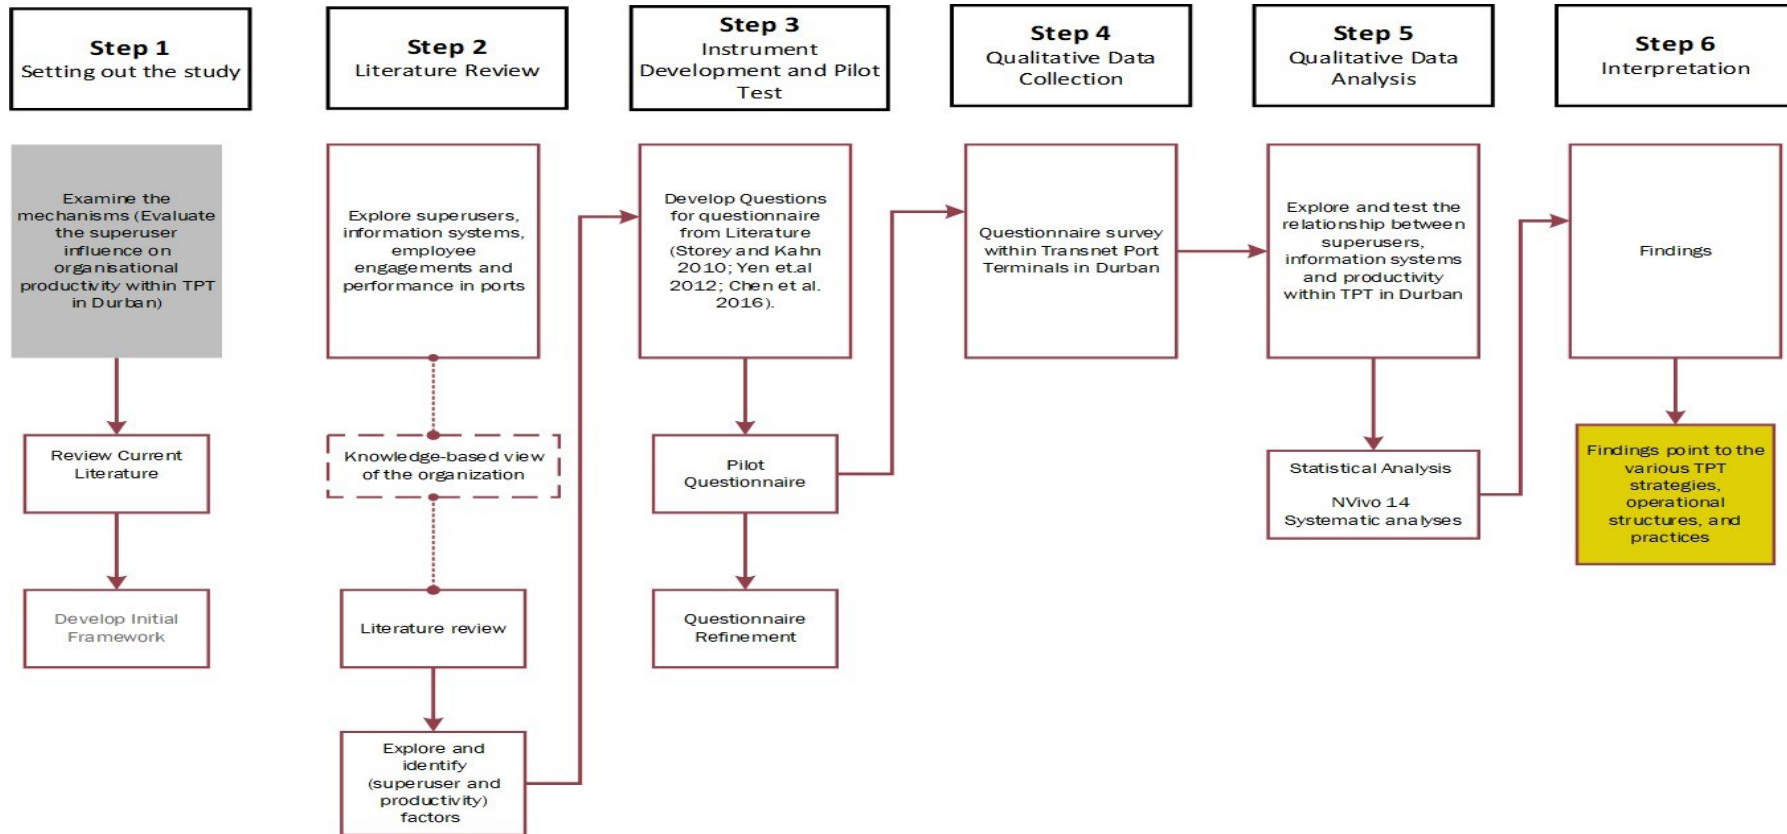 Step 1
Setting out the study
Step 2
Literature Review
Step 3
Instrument
Development and Pilot
Test
Step 4
Qualitative Data
Collection
Step 5
Qualitative Data
Analysis
Step 6
Interpretation
Examine the
mechanisms (Evaluate
the superuser
influence on
organisational
productivity within TPT
in Durban)
Review Current
Literature
Develop Initial
Framework
Explore superusers,
information systems,
employee
engagements and
performance in ports
Knowledge-based view
of the organization
Literature review
Explore and
identify
(superuser and
productivity)
factors
Develop Questions
for questionnaire
from Literature
(Storey and Kahn
2010; Yen et.al
2012; Chen et al.
2016).
Pilot
Questionnaire
Questionnaire
Refinement
Questionnaire survey
within Transnet Port
Terminals in Durban
Explore and test the
relationship between
superusers,
information systems
and productivity
within TPT in Durban
Statistical Analysis
NVivo 14
Systematic analyses
Findings
Findings point to the
various TPT
strategies,
operational
structures, and
practices